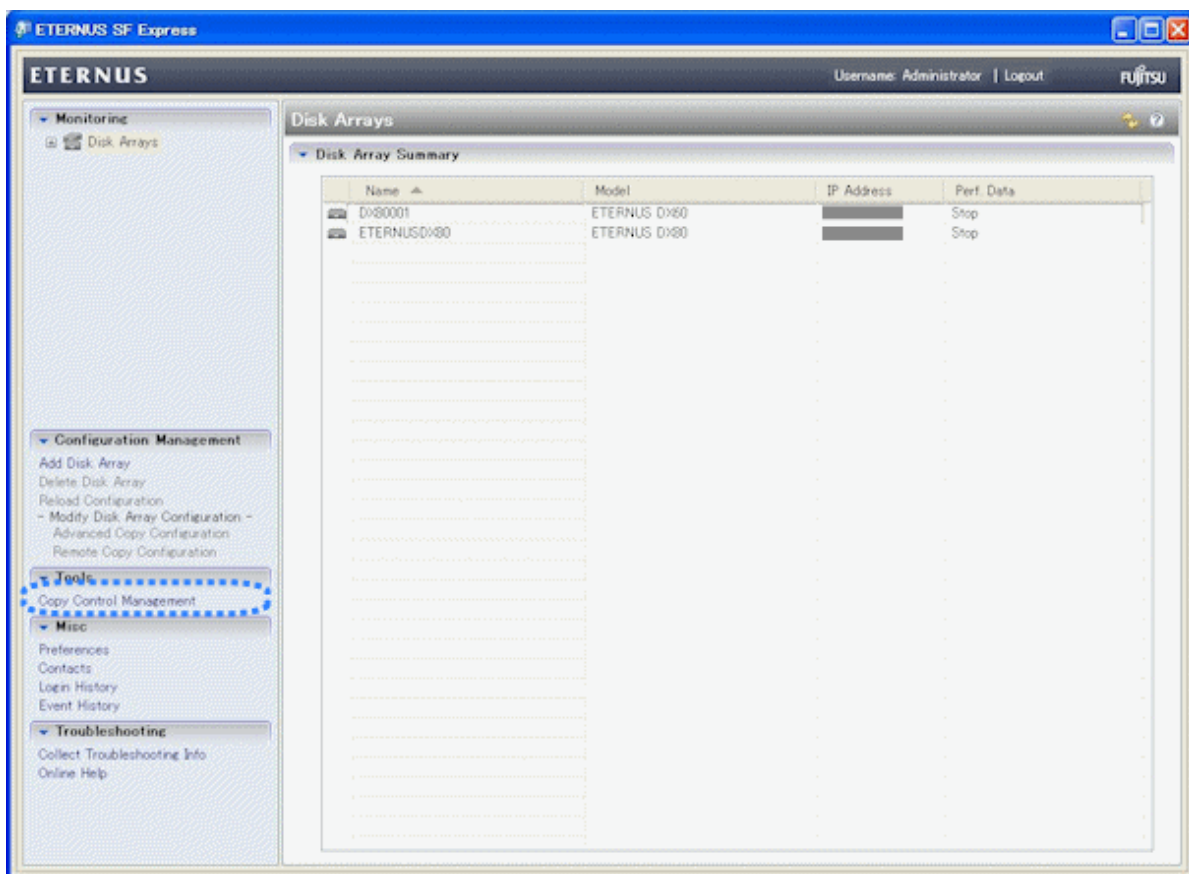 ETERNUS SF Express
ETERNUS
Username: Administrator | Logout
FUJITSU
Monitoring
Disk Arrays
Configuration Management
Add Disk Array
Delete Disk Array
Reload Configuration
- Modify Disk Array Configuration -
Advanced Copy Configuration
Remote Copy Configuration
Tools
Copy Control Management
Misc
Preferences
Contacts
Login History
Event History
Troubleshooting
Collect Troubleshooting Info
Online Help
Disk Arrays
Disk Array Summary
Name Model IP Address Perf. Data
DX80001 ETERNUS DX60 Stop
ETERNUSDX80 ETERNUS DX80 Stop